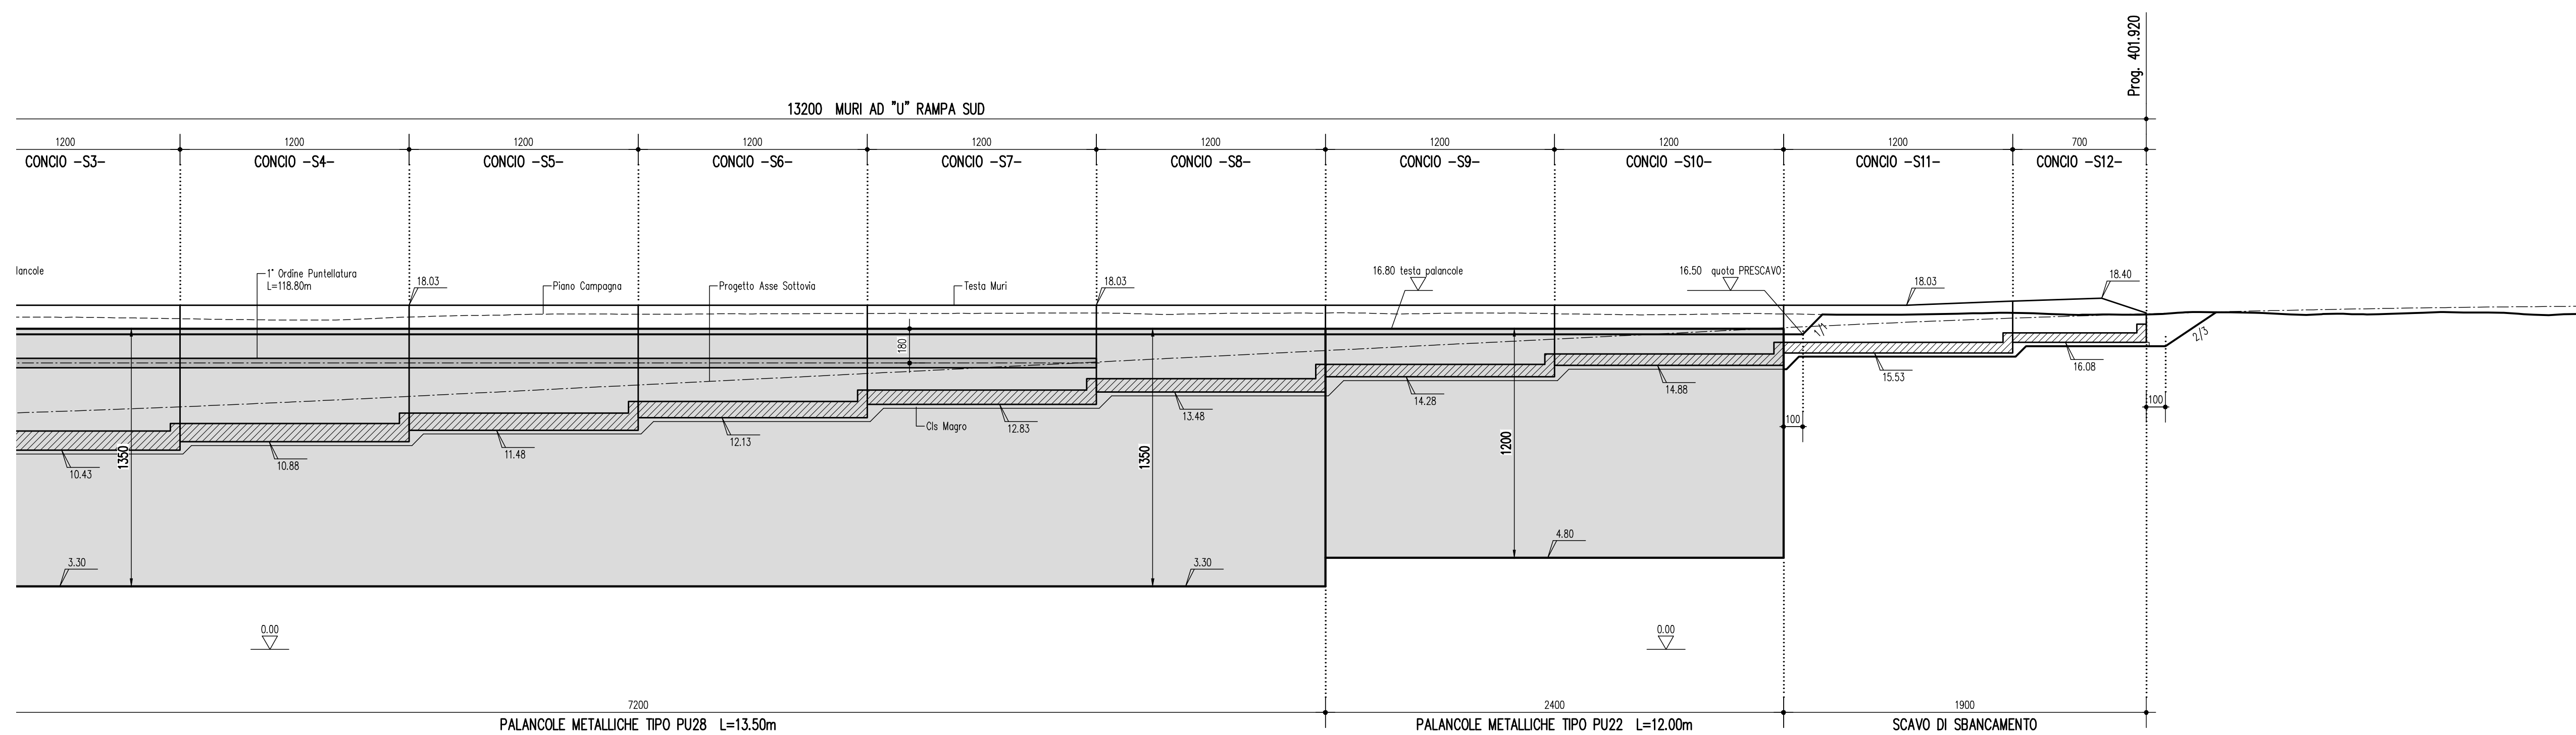 Prog. 401.920
13200 MURI AD "U" RAMPA SUD
1200 1200 1200 1200 1200 1200 1200 1200 1200 700
CONCIO -S3- CONCIO -S4- CONCIO -S5- CONCIO -S6- CONCIO -S7- CONCIO -S8- CONCIO -S9- CONCIO -S10- CONCIO -S11- CONCIO -S12-
lancole
1° Ordine Puntellatura
L=118.80m
18.03
Piano Campagna
Progetto Asse Sottovia
Testa Muri
18.03
16.80 testa palancole
16.50 quota PRESCAVO
18.03
18.40
180
1/1
2/3
10.43
10.88
11.48
12.13
Cls Magro
12.83
13.48
14.28
14.88
15.53
16.08
100
100
1350
1350
1200
3.30
3.30
4.80
0.00
0.00
7200 2400 1900
PALANCOLE METALLICHE TIPO PU28 L=13.50m
PALANCOLE METALLICHE TIPO PU22 L=12.00m
SCAVO DI SBANCAMENTO